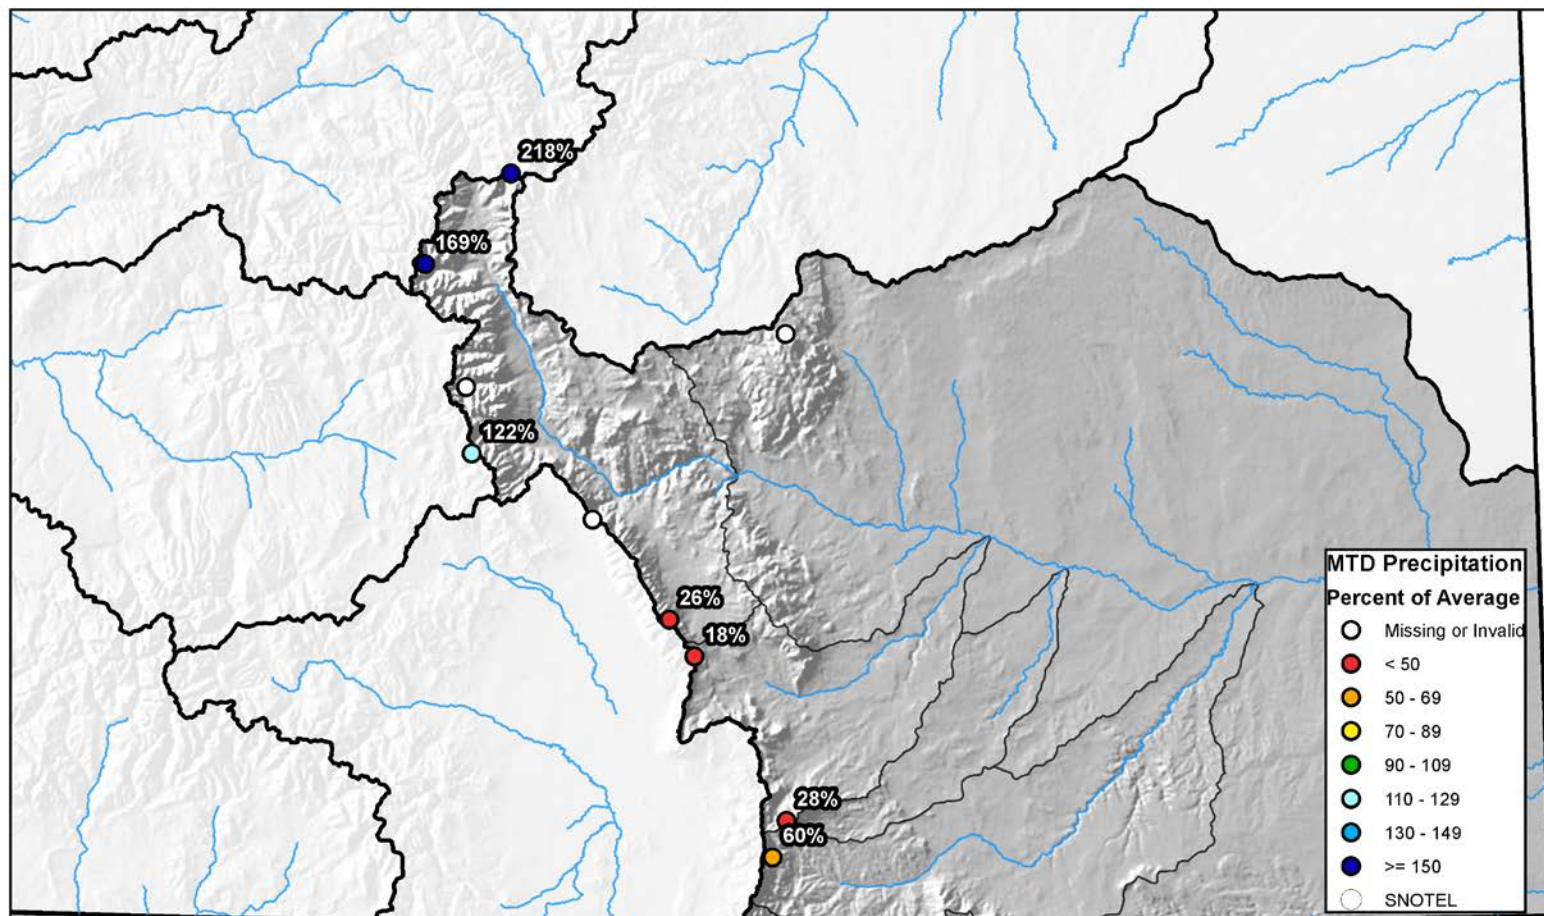 218%
169%
122%
26%
18%
28%
60%
MTD Precipitation
Percent of Average
Missing or Invalid
< 50
50 - 69
70 - 89
90 - 109
110 - 129
130 - 149
>= 150
SNOTEL